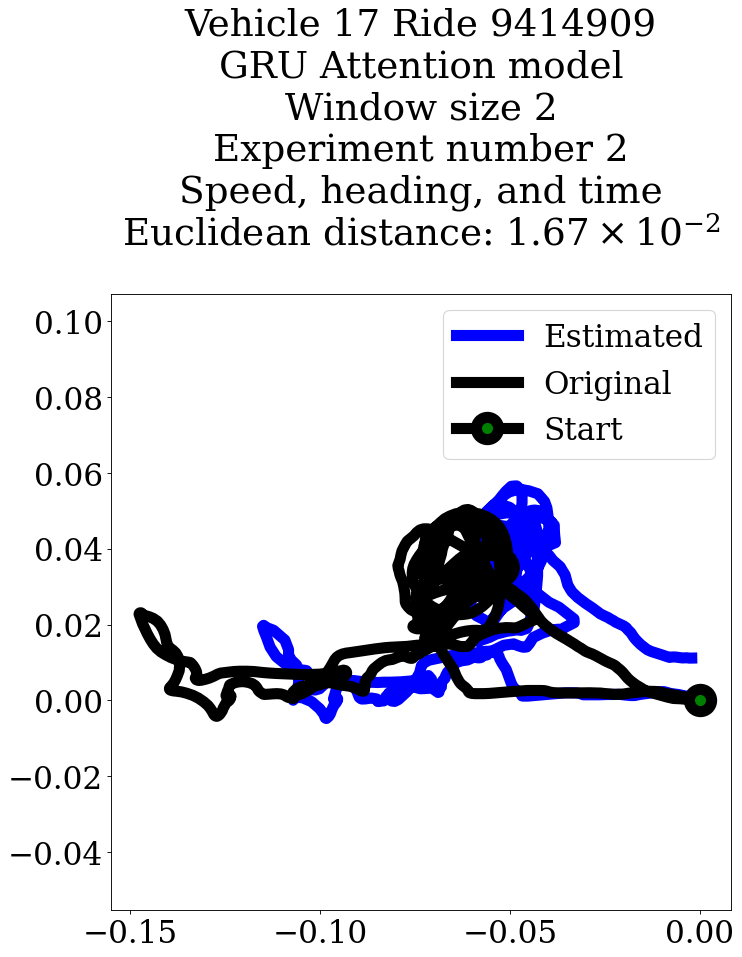 Vehicle 17 Ride 9414909
GRU Attention model
Window size 2
Experiment number 2
Speed, heading, and time
Euclidean distance: 1.67 × 10⁻²
Estimated
Original
Start
0.10
0.08
0.06
0.04
0.02
0.00
−0.02
−0.04
−0.15 −0.10 −0.05 0.00